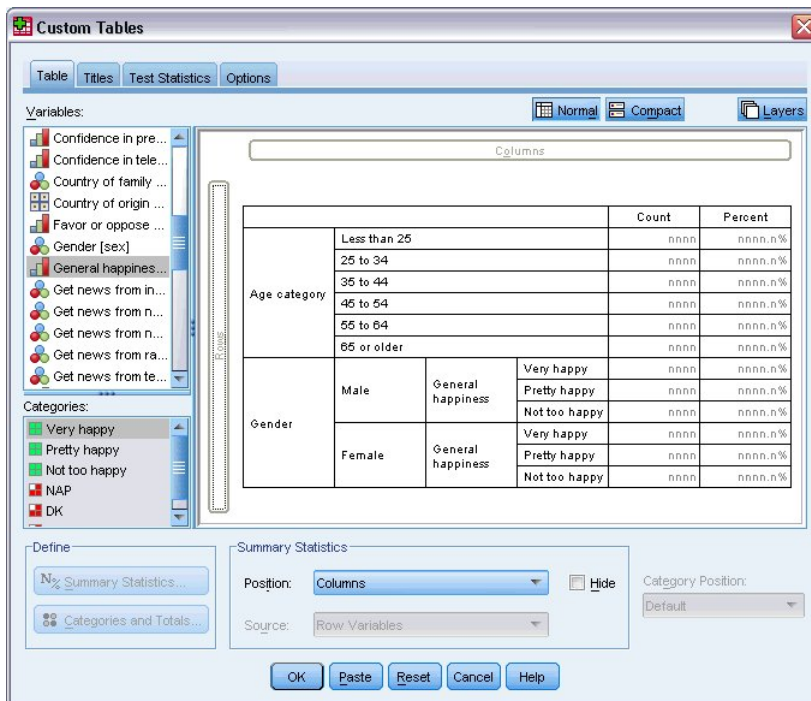 Custom Tables
Table Titles Test Statistics Options
Variables:
Normal Compact Layers
Confidence in pre...
Confidence in tele...
Country of family ...
Country of origin ...
Favor or oppose ...
Gender [sex]
General happines...
Get news from in...
Get news from n...
Get news from n...
Get news from ra...
Get news from te...
Categories:
Very happy
Pretty happy
Not too happy
NAP
DK
Columns
Rows
Count Percent
Age category
Less than 25 nnnn nnnn.n%
25 to 34 nnnn nnnn.n%
35 to 44 nnnn nnnn.n%
45 to 54 nnnn nnnn.n%
55 to 64 nnnn nnnn.n%
65 or older nnnn nnnn.n%
Gender
Male
General happiness
Very happy nnnn nnnn.n%
Pretty happy nnnn nnnn.n%
Not too happy nnnn nnnn.n%
Female
General happiness
Very happy nnnn nnnn.n%
Pretty happy nnnn nnnn.n%
Not too happy nnnn nnnn.n%
Define
N% Summary Statistics...
Categories and Totals...
Summary Statistics
Position: Columns Hide
Source: Row Variables
Category Position:
Default
OK Paste Reset Cancel Help